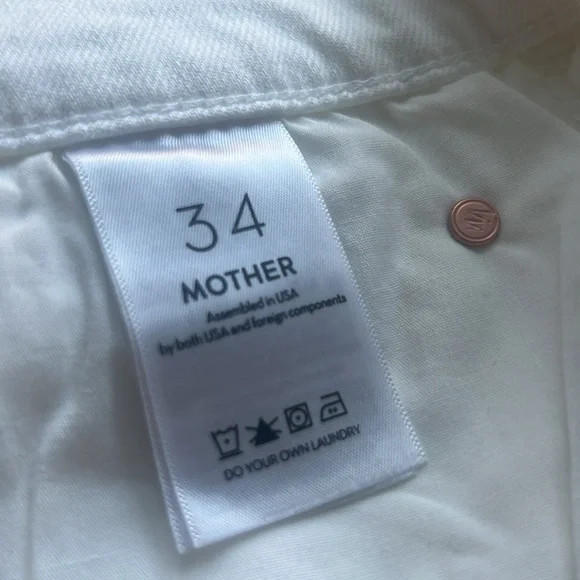 34
MOTHER
Assembled in USA
by both USA and foreign components
DO YOUR OWN LAUNDRY